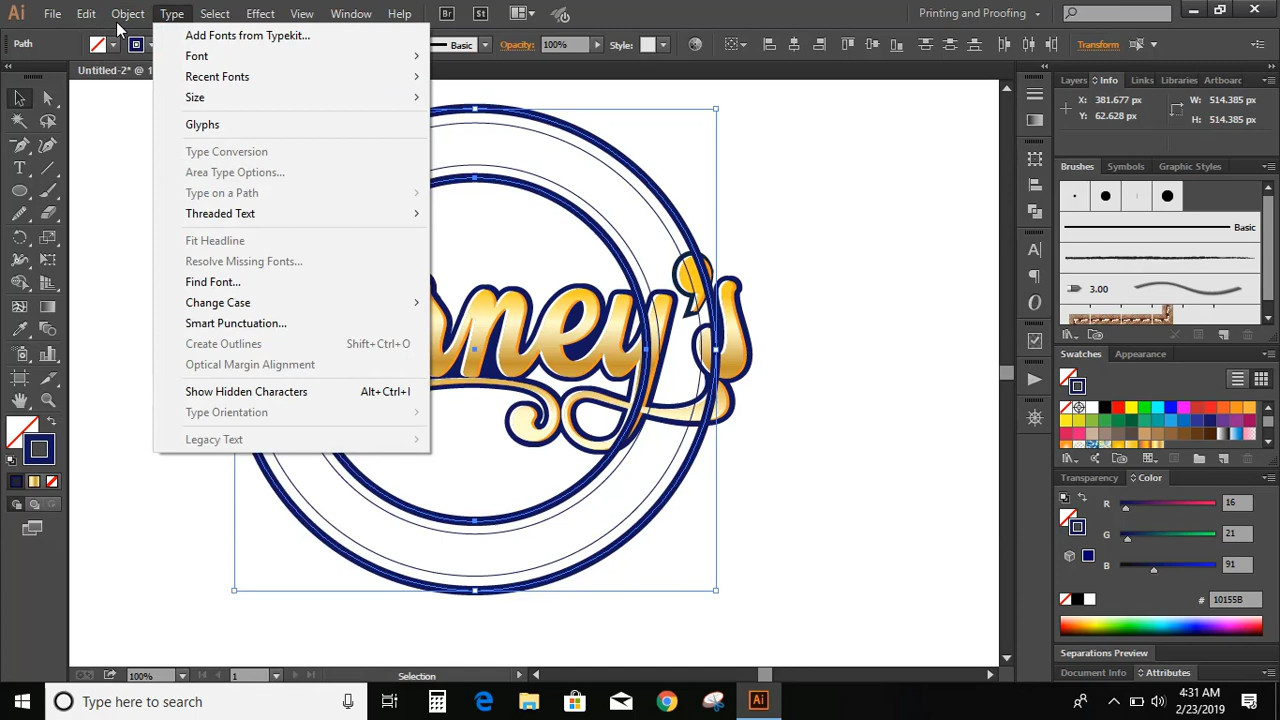 Ai File Edit Object Type Select Effect View Window Help Br St Printing and Proofing
Path Basic Opacity: 100% Style: Transform
Untitled-2* @ 1
Add Fonts from Typekit...
Font
Recent Fonts
Size
Glyphs
Type Conversion
Area Type Options...
Type on a Path
Threaded Text
Fit Headline
Resolve Missing Fonts...
Find Font...
Change Case
Smart Punctuation...
Create Outlines Shift+Ctrl+O
Optical Margin Alignment
Show Hidden Characters Alt+Ctrl+I
Type Orientation
Legacy Text
ney's
Layers Info Links Libraries Artboard
X: 381.677 px
Y: 62.628 px
W: 514.385 px
H: 514.385 px
Brushes Symbols Graphic Styles
Basic
3.00
Swatches Appearance
Transparency Color
R 16
G 21
B 91
# 10155B
Separations Preview
Document Info Attributes
100% 1 Selection
Type here to search
4:31 AM
2/23/2019